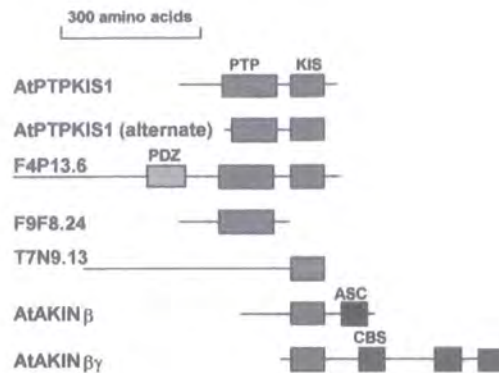 300 amino acids
PTP KIS
AtPTPKIS1
AtPTPKIS1 (alternate)
PDZ
F4P13.6
F9F8.24
T7N9.13
ASC
AtAKINβ
CBS
AtAKINβγ